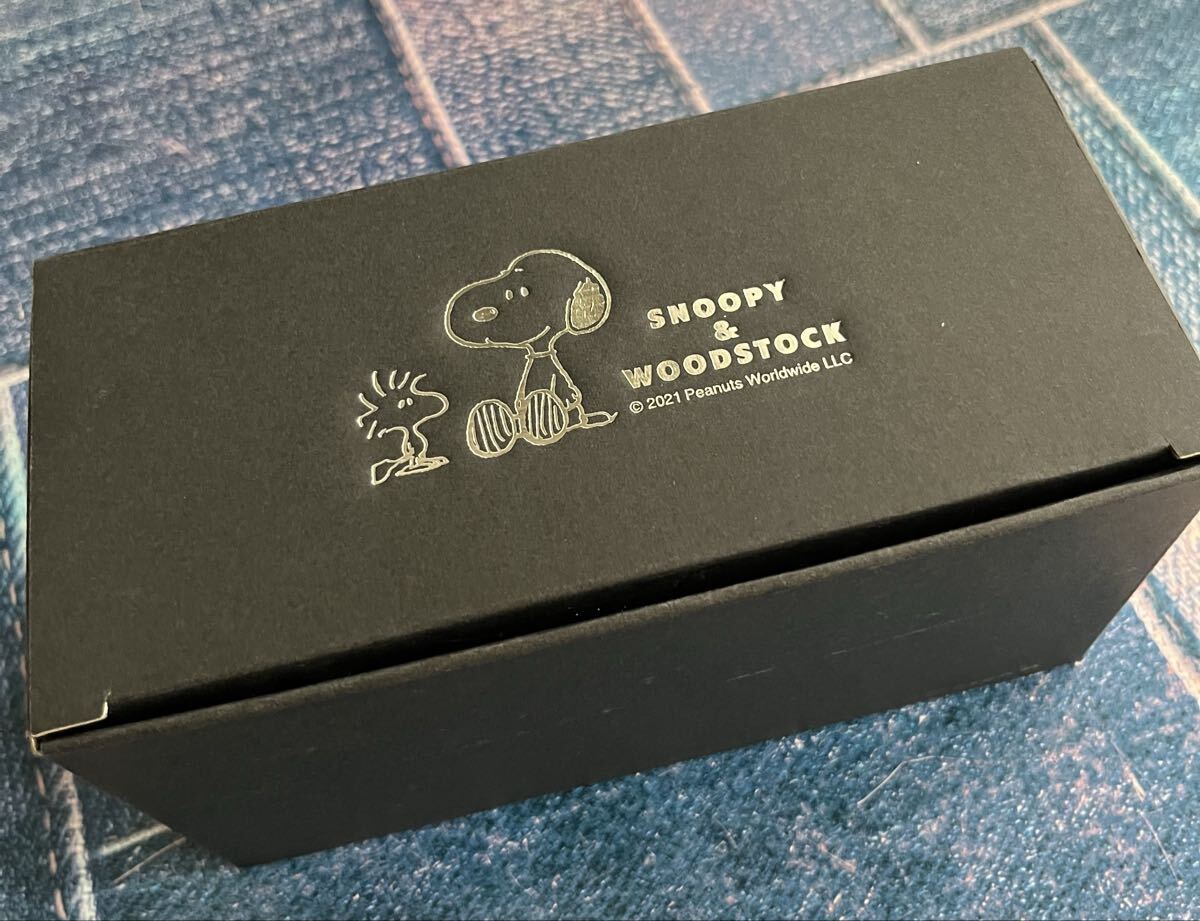 SNOOPY
&
WOODSTOCK
© 2021 Peanuts Worldwide LLC